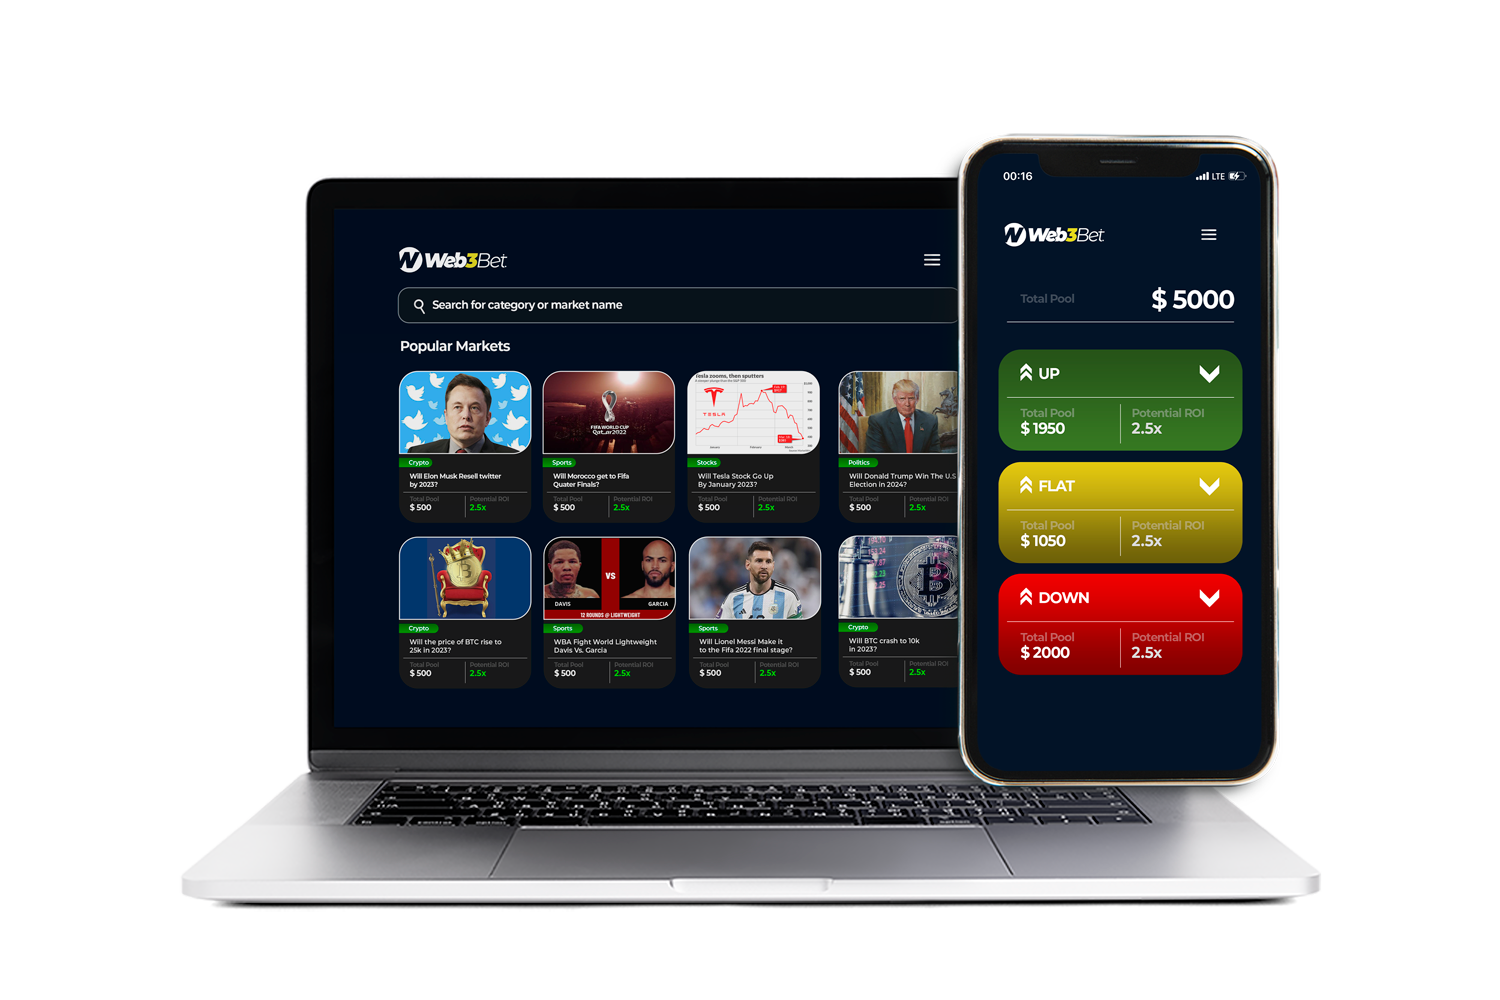 Web3Bet
Search for category or market name
Popular Markets
Tesla zooms, then sputters
TESLA
FIFA WORLD CUP
Qatar2022
Crypto
Will Elon Musk Resell twitter
by 2023?
Total Pool
$ 500
Potential ROI
2.5x
Sports
Will Morocco get to Fifa
Quater Finals?
Total Pool
$ 500
Potential ROI
2.5x
Stocks
Will Tesla Stock Go Up
By January 2023?
Total Pool
$ 500
Potential ROI
2.5x
Politics
Will Donald Trump Win The U.S
Election in 2024?
Total Pool
$ 500
Potential ROI
2.5x
Crypto
Will the price of BTC rise to
25k in 2023?
Total Pool
$ 500
Potential ROI
2.5x
VS
DAVIS
GARCIA
12 ROUNDS @ LIGHTWEIGHT
Sports
WBA Fight World Lightweight
Davis Vs. Garcia
Total Pool
$ 500
Potential ROI
2.5x
Sports
Will Lionel Messi Make it
to the Fifa 2022 final stage?
Total Pool
$ 500
Potential ROI
2.5x
Crypto
Will BTC crash to 10k
in 2023?
Total Pool
$ 500
Potential ROI
2.5x
00:16
LTE
Web3Bet
Total Pool
$ 5000
UP
Total Pool
$ 1950
Potential ROI
2.5x
FLAT
Total Pool
$ 1050
Potential ROI
2.5x
DOWN
Total Pool
$ 2000
Potential ROI
2.5x